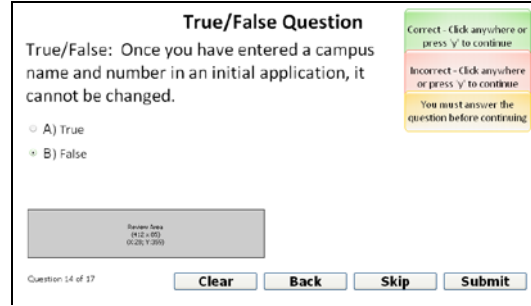 True/False Question
True/False: Once you have entered a campus
name and number in an initial application, it
cannot be changed.
A) True
B) False
Correct - Click anywhere or
press 'y' to continue
Incorrect - Click anywhere
or press 'y' to continue
You must answer the
question before continuing
Review Area
Question 14 of 17
Clear
Back
Skip
Submit